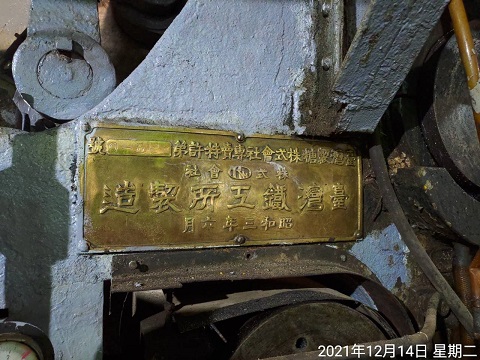 臺灣製糖株式會社專賣特許第 號
株式會社
臺灣鐵工所製造
昭和三年六月
2021年12月14日 星期二